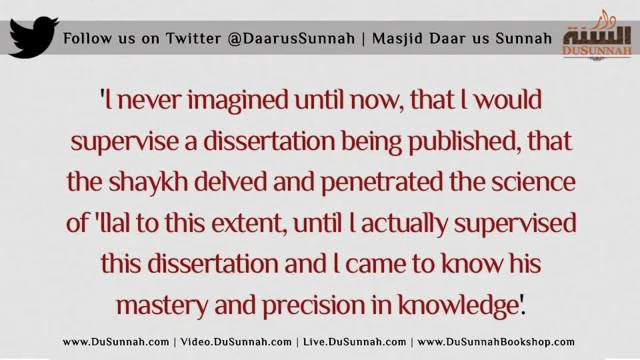 Follow us on Twitter @DaarusSunnah | Masjid Daar us Sunnah
دار
السنة
DUSUNNAH
'I never imagined until now, that I would
supervise a dissertation being published, that
the shaykh delved and penetrated the science
of 'llal to this extent, until I actually supervised
this dissertation and I came to know his
mastery and precision in knowledge'.
www.DuSunnah.com | Video.DuSunnah.com | Live.DuSunnah.com | www.DuSunnahBookshop.com